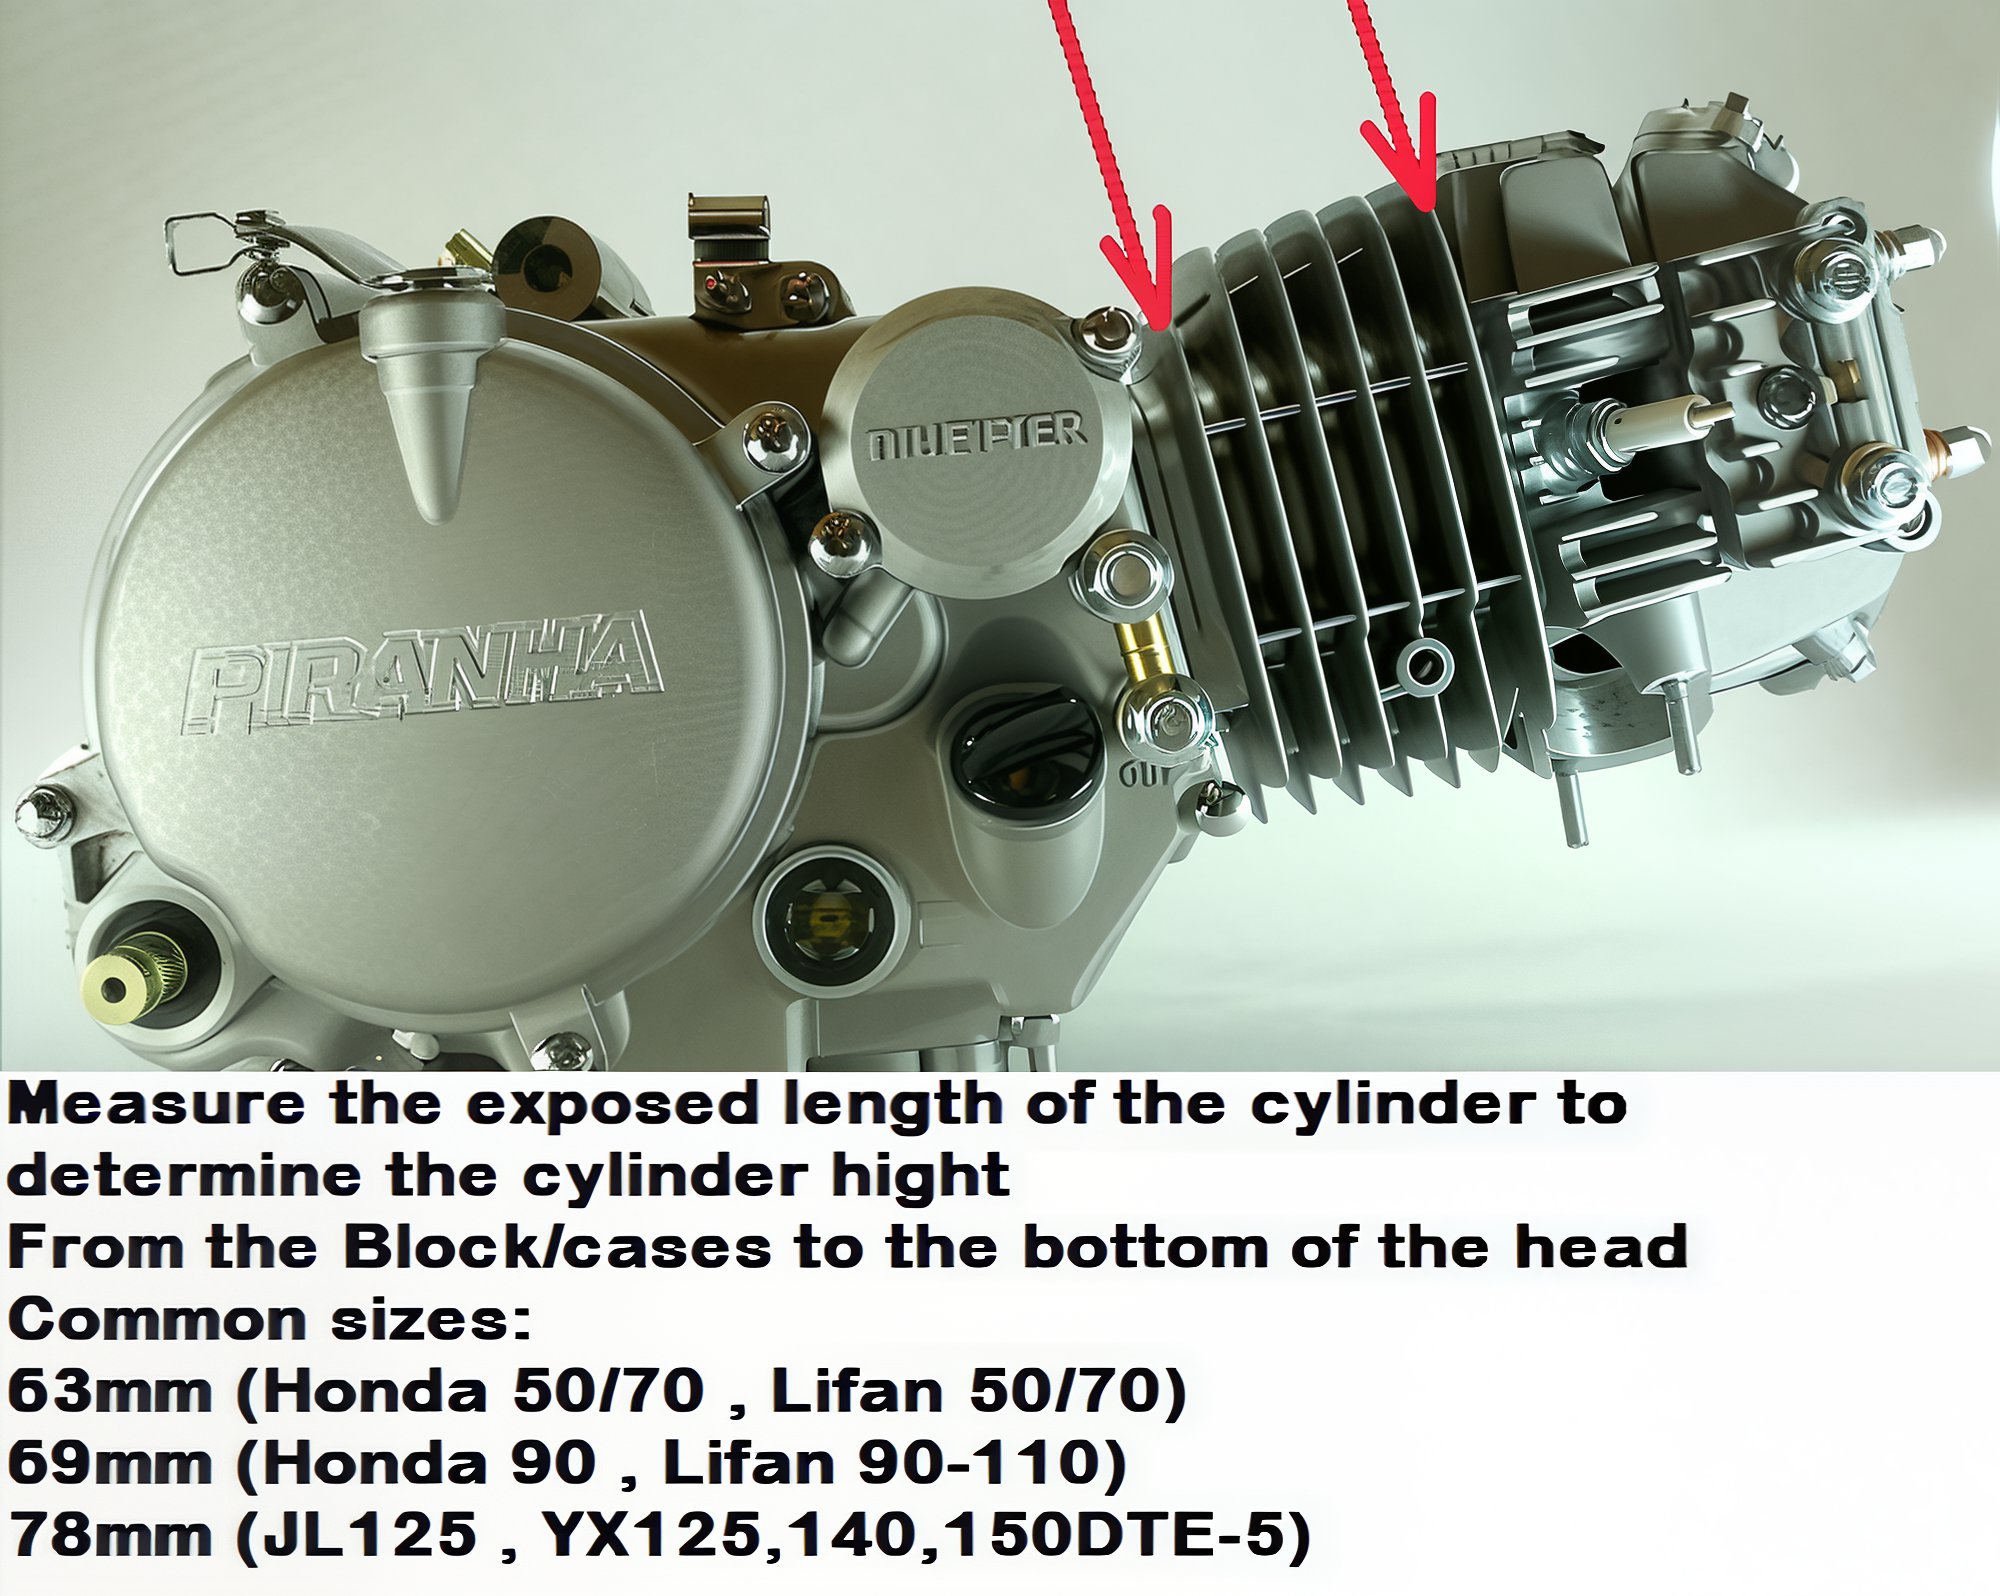 PIRANHA
OUT
Measure the exposed length of the cylinder to
determine the cylinder hight
From the Block/cases to the bottom of the head
Common sizes:
63mm (Honda 50/70 , Lifan 50/70)
69mm (Honda 90 , Lifan 90-110)
78mm (JL125 , YX125,140,150DTE-5)